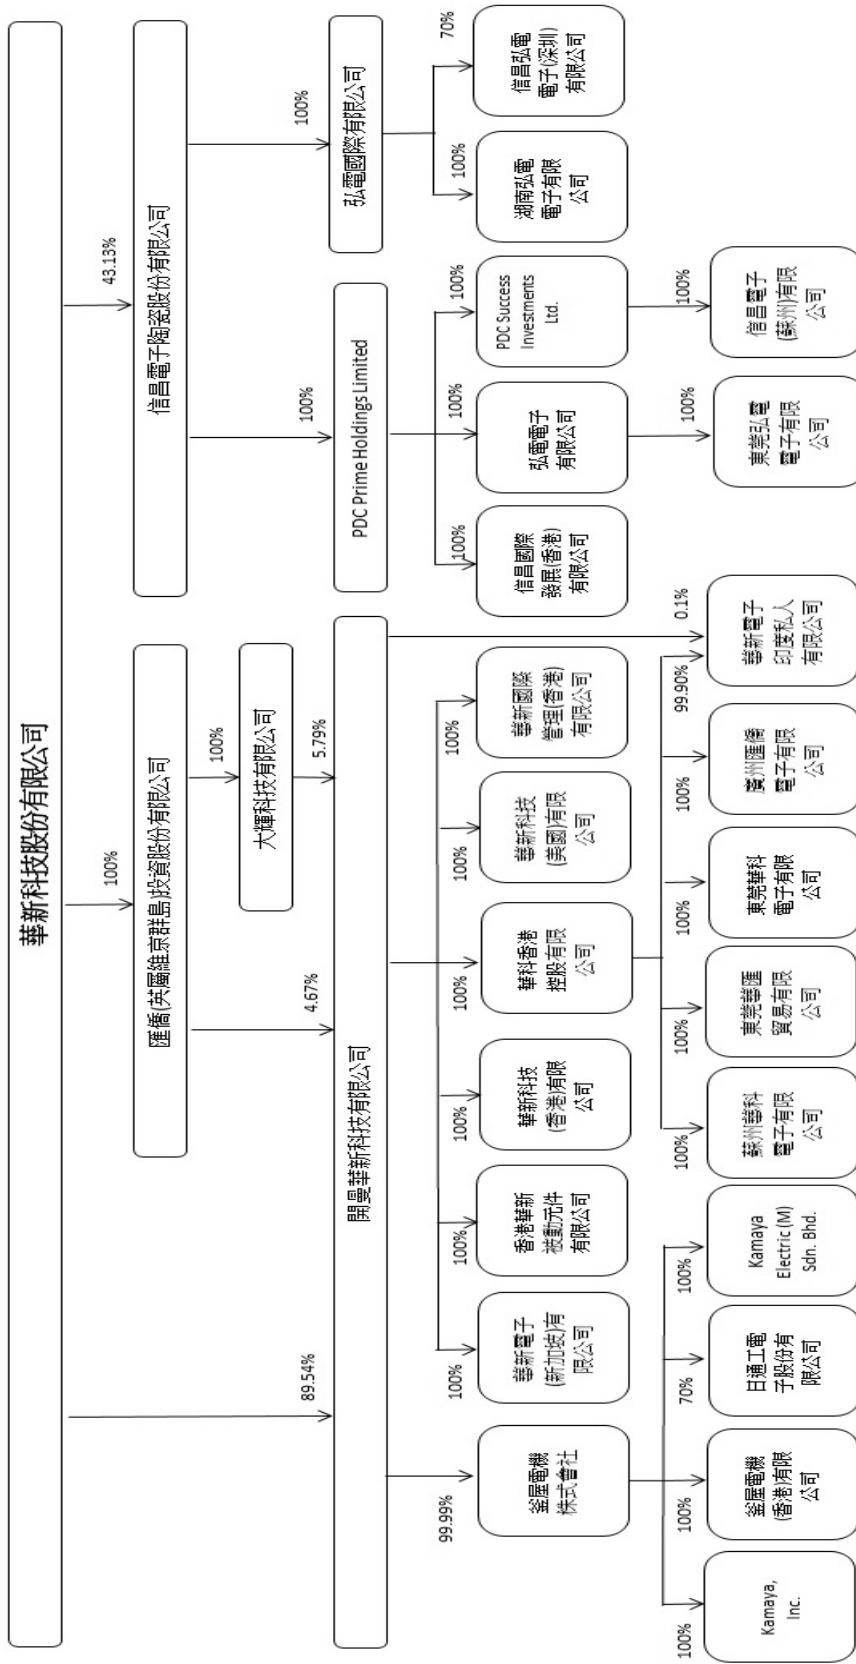 華新科技股份有限公司
100%
43.13%
89.54%
匯僑(英屬維京群島)投資股份有限公司
信昌電子陶瓷股份有限公司
100%
大輝科技有限公司
4.67%
5.79%
100%
100%
開曼華新科技有限公司
PDC Prime Holdings Limited
弘電國際有限公司
99.99%
100%
100%
100%
100%
100%
100%
100%
100%
100%
100%
70%
釜屋電機
株式會社
華新電子
(新加坡)有
限公司
香港華新
被動元件
有限公司
華新科技
(香港)有限
公司
華科香港
控股有限
公司
華新科技
(美國)有限
公司
華新國際
管理(香港)
有限公司
信昌國際
發展(香港)
有限公司
弘電電子
有限公司
PDC Success
Investments
Ltd.
湖南弘電
電子有限
公司
信昌弘電
電子(深圳)
有限公司
100%
100%
70%
100%
100%
100%
100%
100%
99.90%
0.1%
100%
100%
Kamaya,
Inc.
釜屋電機
(香港)有限
公司
日通工電
子股份有
限公司
Kamaya
Electric (M)
Sdn. Bhd.
蘇州華科
電子有限
公司
東莞華匯
貿易有限
公司
東莞華科
電子有限
公司
廣州匯僑
電子有限
公司
華新電子
印度私人
有限公司
東莞弘電
電子有限
公司
信昌電子
(蘇州)有限
公司